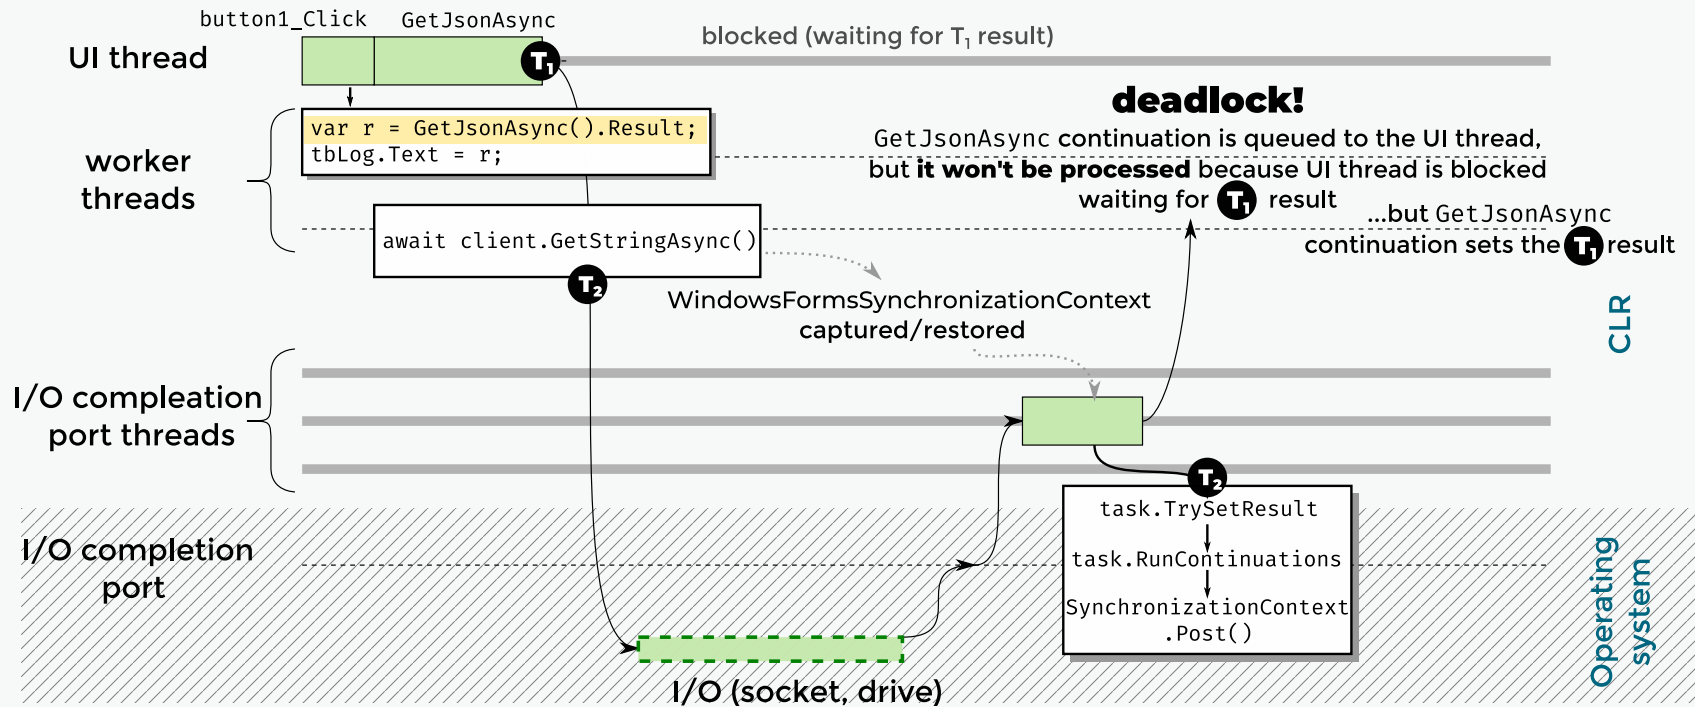 button1_Click
GetJsonAsync
UI thread
T1
blocked (waiting for T1 result)
deadlock!
var r = GetJsonAsync().Result;
tbLog.Text = r;
worker
threads
GetJsonAsync continuation is queued to the UI thread,
but it won't be processed because UI thread is blocked
waiting for T1 result
...but GetJsonAsync
continuation sets the T1 result
await client.GetStringAsync()
T2
WindowsFormsSynchronizationContext
captured/restored
CLR
I/O compleation
port threads
T2
task.TrySetResult
task.RunContinuations
SynchronizationContext
.Post()
I/O completion
port
Operating
system
I/O (socket, drive)